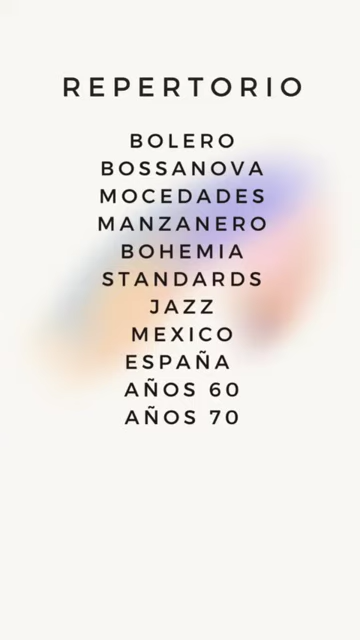 REPERTORIO
BOLERO
BOSSANOVA
MOCEDADES
MANZANERO
BOHEMIA
STANDARDS
JAZZ
MEXICO
ESPAÑA
AÑOS 60
AÑOS 70